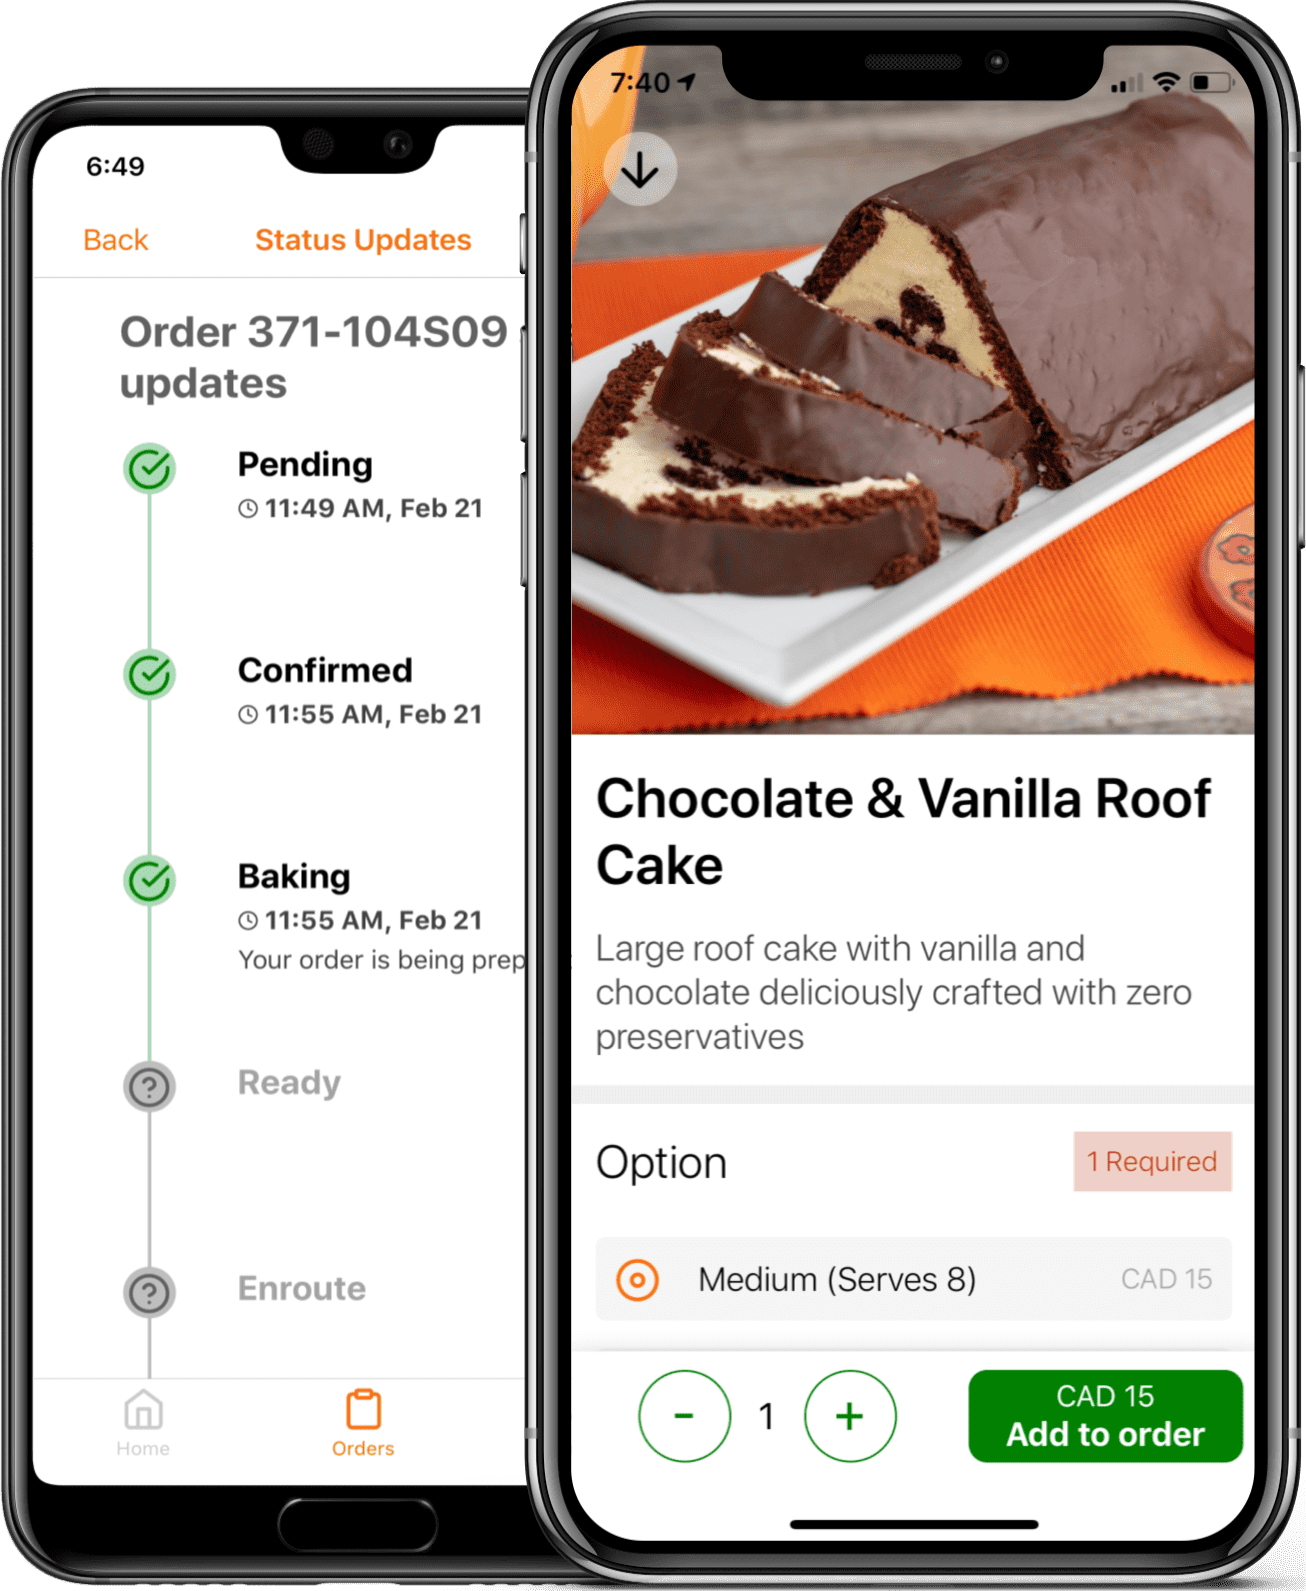 6:49
Back
Status Updates
Order 371-104S09
updates
Pending
11:49 AM, Feb 21
Confirmed
11:55 AM, Feb 21
Baking
11:55 AM, Feb 21
Your order is being prep
Ready
Enroute
Home
Orders
7:40
Chocolate & Vanilla Roof
Cake
Large roof cake with vanilla and
chocolate deliciously crafted with zero
preservatives
Option
1 Required
Medium (Serves 8)
CAD 15
- 1 +
CAD 15
Add to order